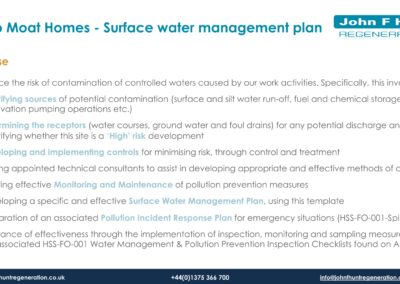 Moat Homes - Surface water management plan
John F H
REGENERAT
se
ce the risk of contamination of controlled waters caused by our work activities. Specifically, this inv
ifying sources of potential contamination (surface and silt water run-off, fuel and chemical storage
vation pumping operations etc.)
rmining the receptors (water courses, ground water and foul drains) for any potential discharge an
ifying whether this site is a 'High' risk development
loping and implementing controls for minimising risk, through control and treatment
ng appointed technical consultants to assist in developing appropriate and effective methods of c
ing effective Monitoring and Maintenance of pollution prevention measures
loping a specific and effective Surface Water Management Plan, using this template
aration of an associated Pollution Incident Response Plan for emergency situations (HSS-FO-001-Spi
ance of effectiveness through the implementation of inspection, monitoring and sampling measure
associated HSS-FO-001 Water Management & Pollution Prevention Inspection Checklists found on A
huntregeneration.co.uk
+44(0)1375 366 700
info@johnfhuntregeneration.co